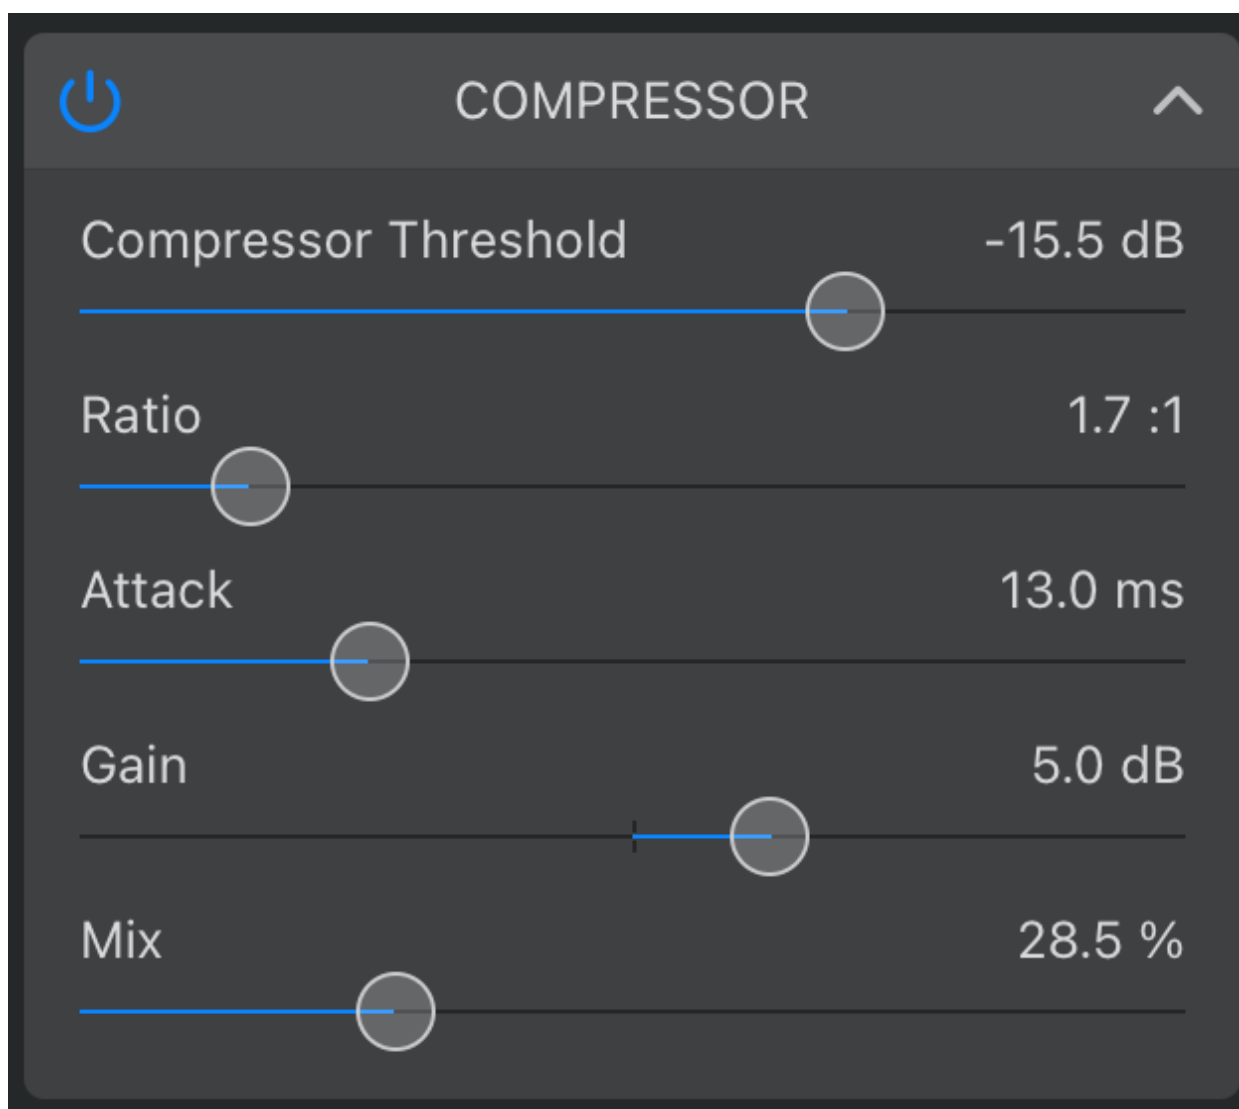 COMPRESSOR
Compressor Threshold -15.5 dB
Ratio 1.7 :1
Attack 13.0 ms
Gain 5.0 dB
Mix 28.5 %